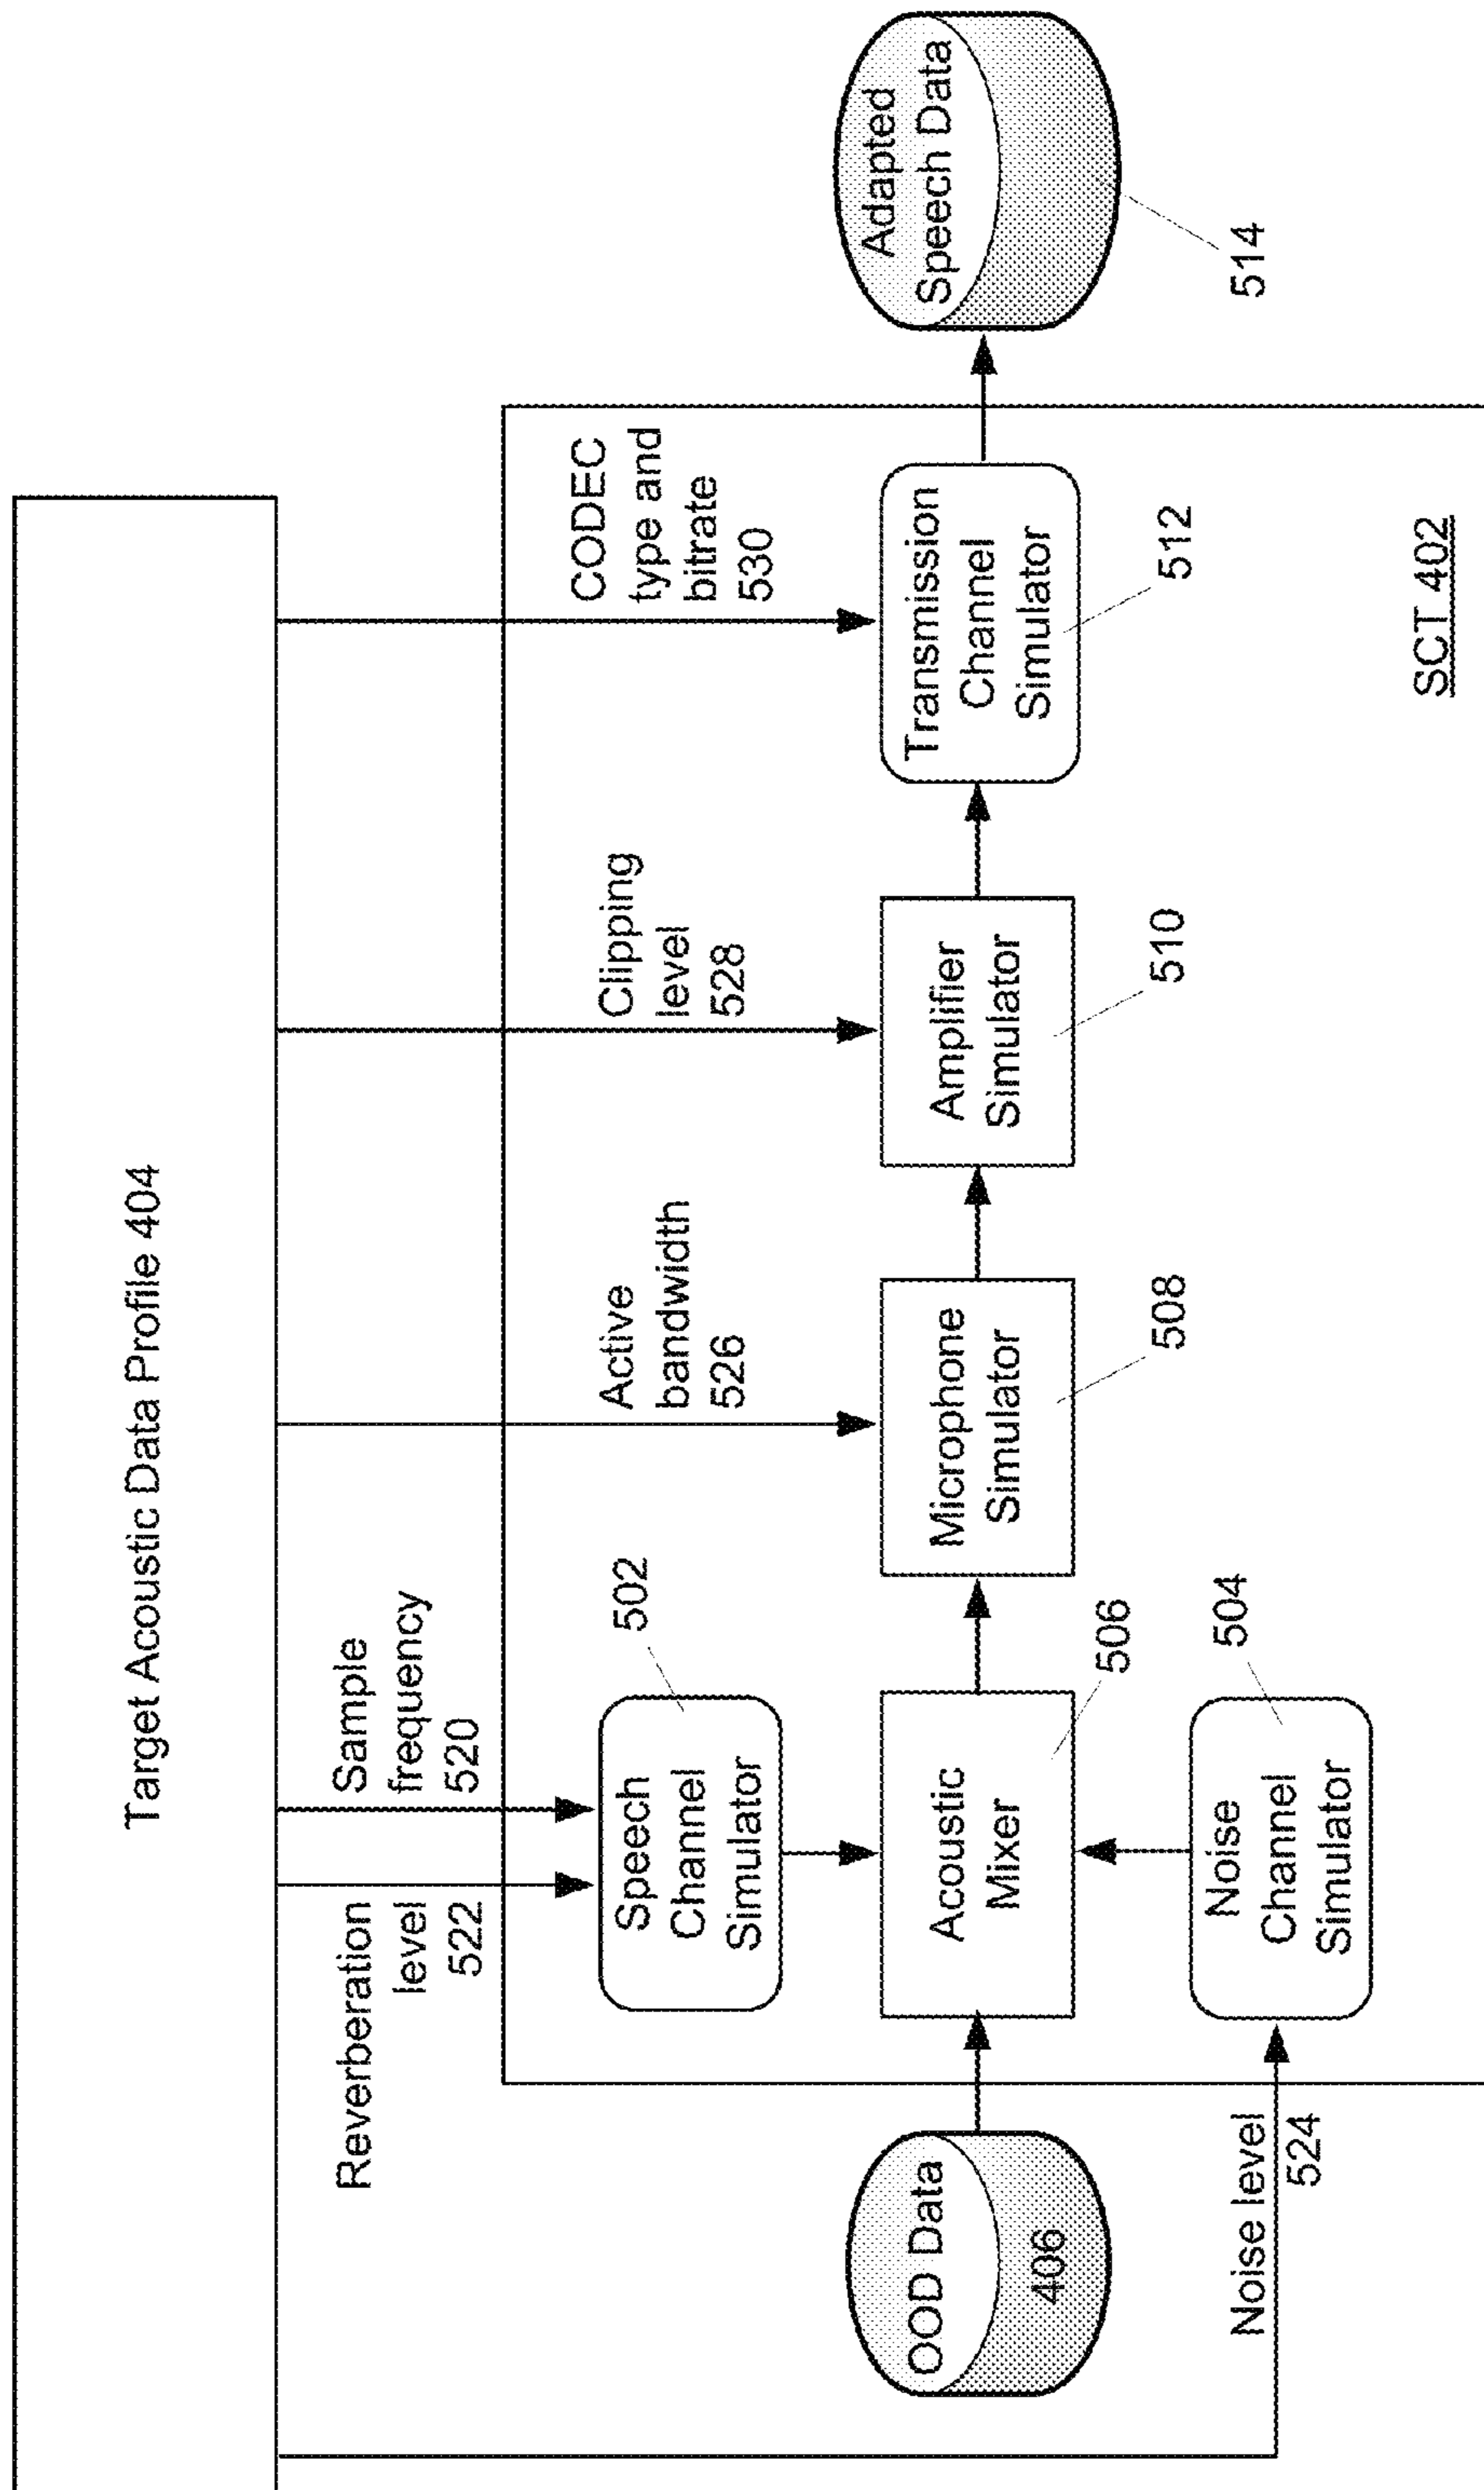 Target Acoustic Data Profile 404
Reverberation
level
522
Sample
frequency
520
Active
bandwidth
526
Clipping
level
528
CODEC
type and
bitrate
530
Speech
Channel
Simulator
502
OOD Data
406
Acoustic
Mixer
506
Microphone
Simulator
508
Amplifier
Simulator
510
Transmission
Channel
Simulator
512
Adapted
Speech Data
514
Noise level
524
Noise
Channel
Simulator
504
SCT 402